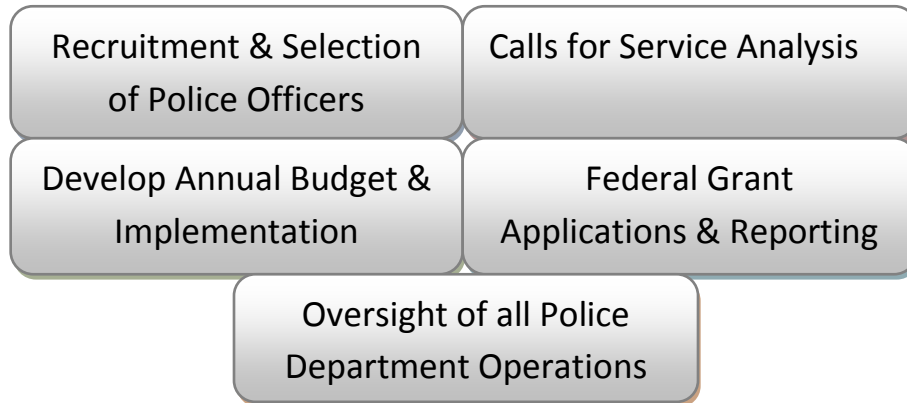 Recruitment & Selection
of Police Officers
Calls for Service Analysis
Develop Annual Budget &
Implementation
Federal Grant
Applications & Reporting
Oversight of all Police
Department Operations